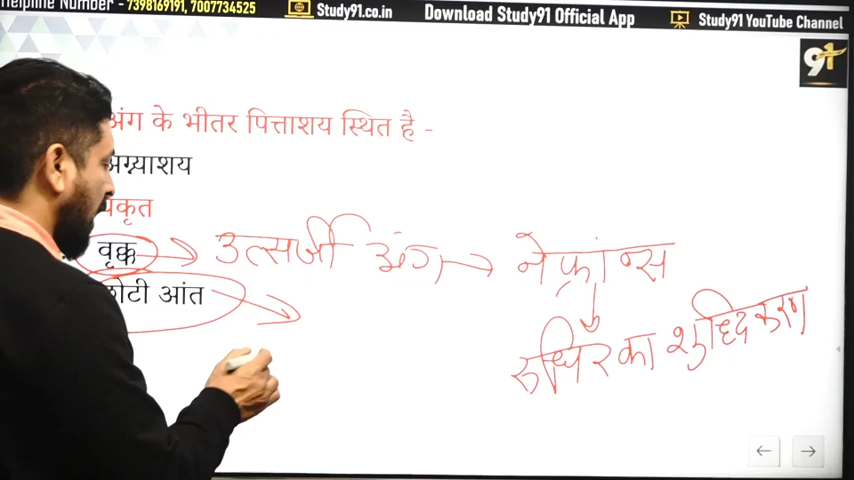 Helpline Number - 7398169191, 7007734525
Study91.co.in
Download Study91 Official App
Study91 YouTube Channel
91
अंग के भीतर पित्ताशय स्थित है -
अग्न्याशय
यकृत
वृक्क
उत्सर्जी अंग → नेफ्रांन्स
छोटी आंत
रुधिर का शुद्धिकरण